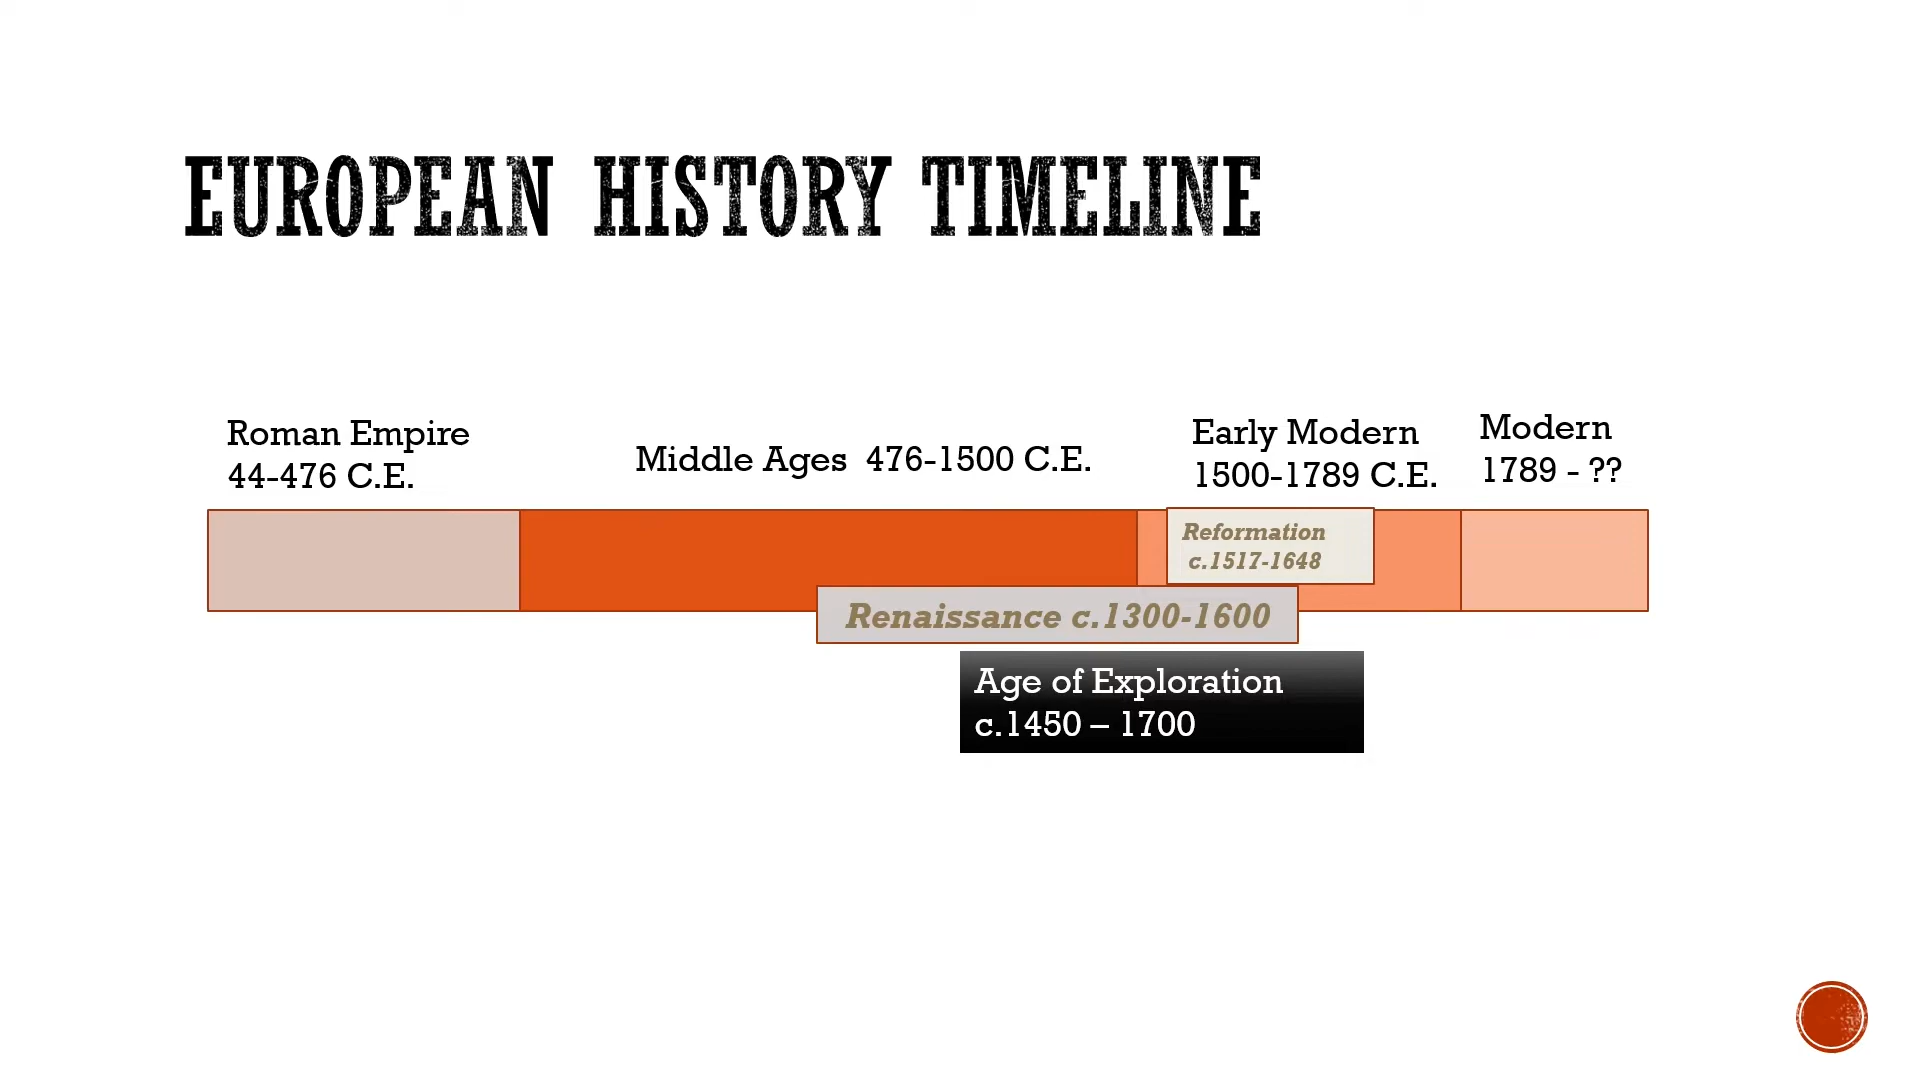 EUROPEAN HISTORY TIMELINE
Roman Empire
44-476 C.E.
Middle Ages  476-1500 C.E.
Early Modern
1500-1789 C.E.
Modern
1789 - ??
Reformation
c.1517-1648
Renaissance c.1300-1600
Age of Exploration
c.1450 – 1700